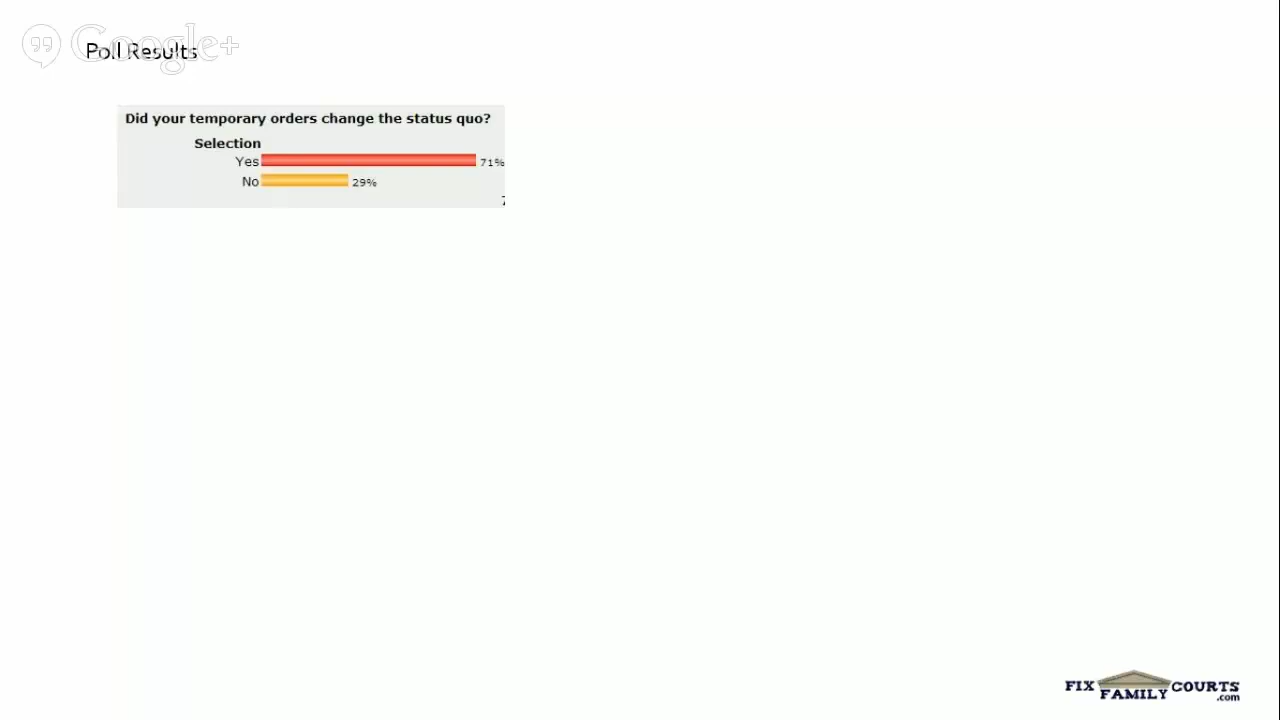 Google+
Poll Results
Did your temporary orders change the status quo?
Selection
Yes 71%
No 29%
FIX FAMILY COURTS
.com